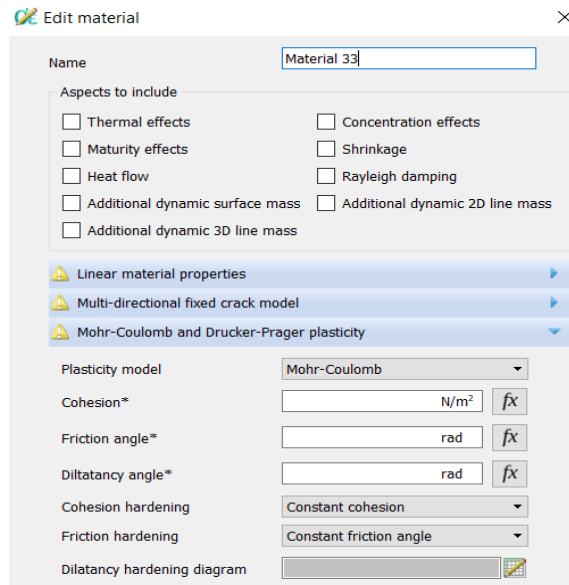 Edit material
Name Material 33
Aspects to include
Thermal effects Concentration effects
Maturity effects Shrinkage
Heat flow Rayleigh damping
Additional dynamic surface mass Additional dynamic 2D line mass
Additional dynamic 3D line mass
Linear material properties
Multi-directional fixed crack model
Mohr-Coulomb and Drucker-Prager plasticity
Plasticity model Mohr-Coulomb
Cohesion* N/m² fx
Friction angle* rad fx
Diltatancy angle* rad fx
Cohesion hardening Constant cohesion
Friction hardening Constant friction angle
Dilatancy hardening diagram